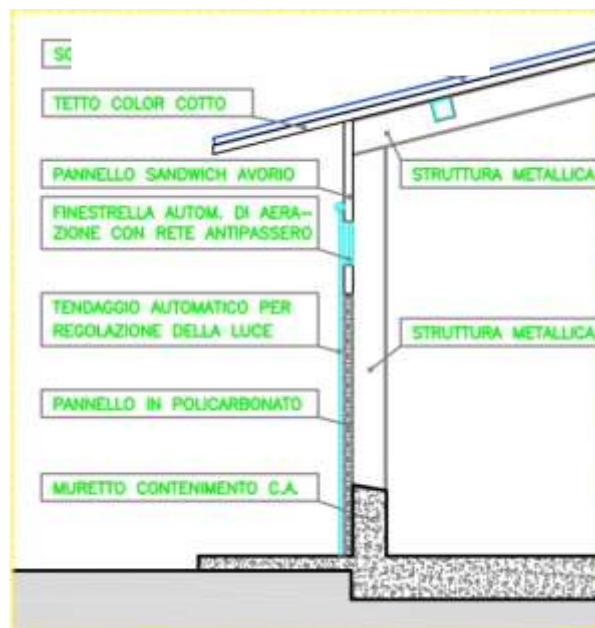 TETTO COLOR COTTO
PANNELLO SANDWICH AVORIO
STRUTTURA METALLICA
FINESTRELLA AUTOM. DI AERA-
ZIONE CON RETE ANTIPASSERO
TENDAGGIO AUTOMATICO PER
REGOLAZIONE DELLA LUCE
STRUTTURA METALLICA
PANNELLO IN POLICARBONATO
MURETTO CONTENIMENTO C.A.